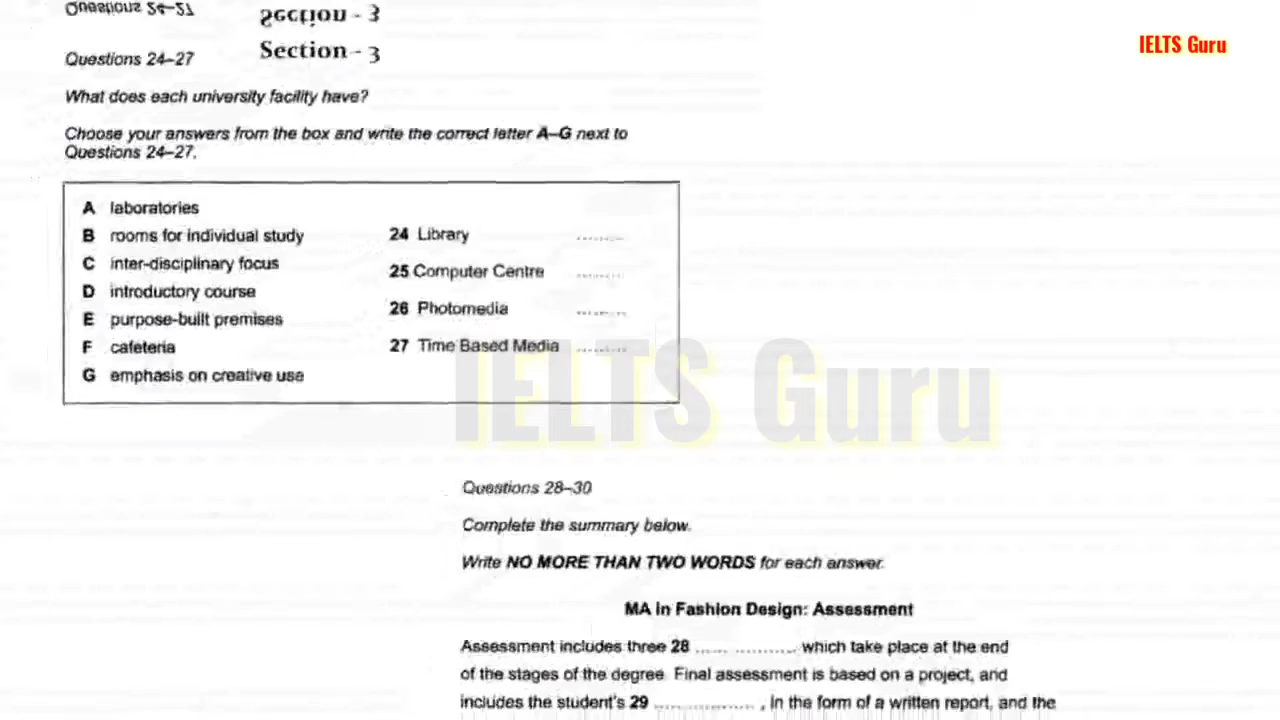 Questions 24–27
Section - 3
IELTS Guru
Section - 3
Questions 24–27
What does each university facility have?
Choose your answers from the box and write the correct letter A–G next to
Questions 24–27.
A laboratories
B rooms for individual study
C inter-disciplinary focus
D introductory course
E purpose-built premises
F cafeteria
G emphasis on creative use
24 Library ..........
25 Computer Centre ..........
26 Photomedia ..........
27 Time Based Media ..........
IELTS Guru
Questions 28–30
Complete the summary below.
Write NO MORE THAN TWO WORDS for each answer.
MA in Fashion Design: Assessment
Assessment includes three 28 ...... ............. which take place at the end
of the stages of the degree. Final assessment is based on a project, and
includes the student's 29 ...................... , in the form of a written report, and the